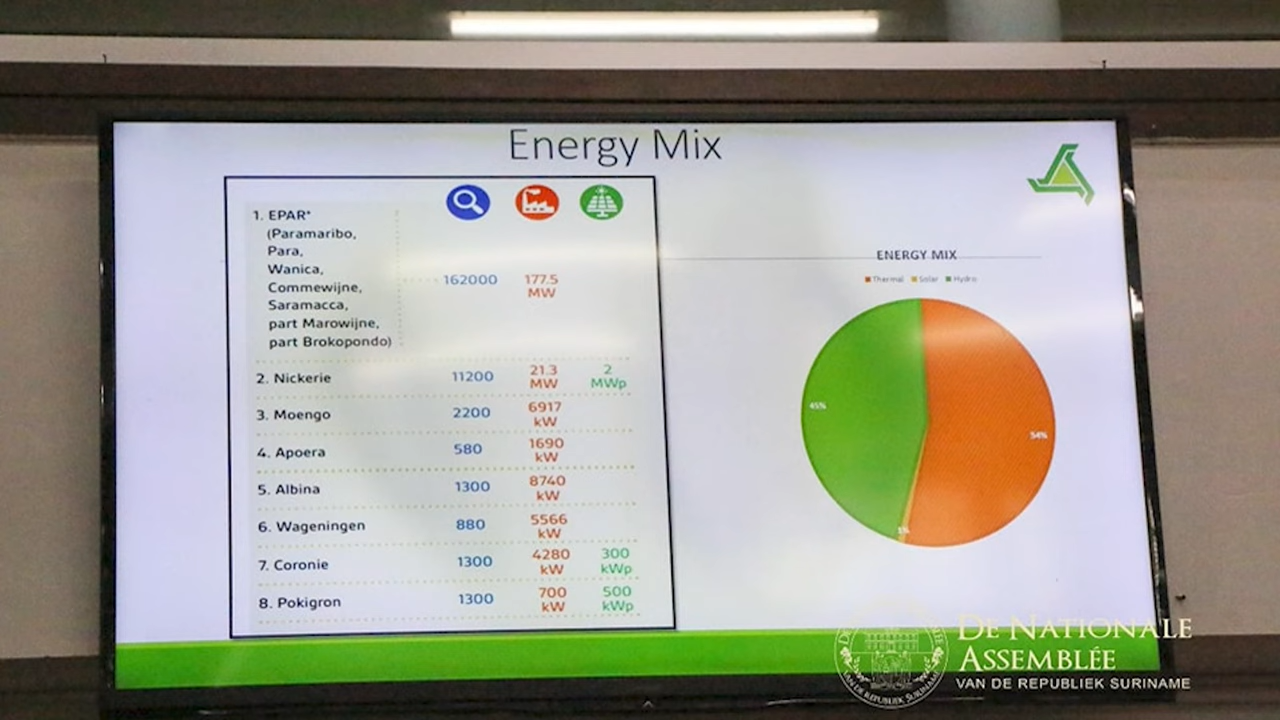 Energy Mix
1. EPAR*
(Paramaribo,
Para,
Wanica,
Commewijne,
Saramacca,
part Marowijne,
part Brokopondo)
162000
177.5
MW
2. Nickerie 11200 21.3 MW 2 MWp
3. Moengo 2200 6917 kW
4. Apoera 580 1690 kW
5. Albina 1300 8740 kW
6. Wageningen 880 5566 kW
7. Coronie 1300 4280 kW 300 kWp
8. Pokigron 1300 700 kW 500 kWp
ENERGY MIX
Thermal Solar Hydro
45%
54%
1%
DE NATIONALE
ASSEMBLÉE
VAN DE REPUBLIEK SURINAME